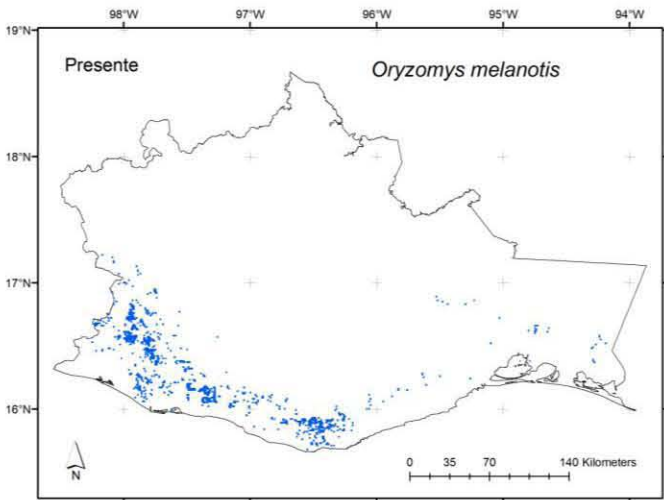 98°W 97°W 96°W 95°W 94°W
19°N
Presente Oryzomys melanotis
18°N
17°N
16°N
N
0 35 70 140 Kilometers